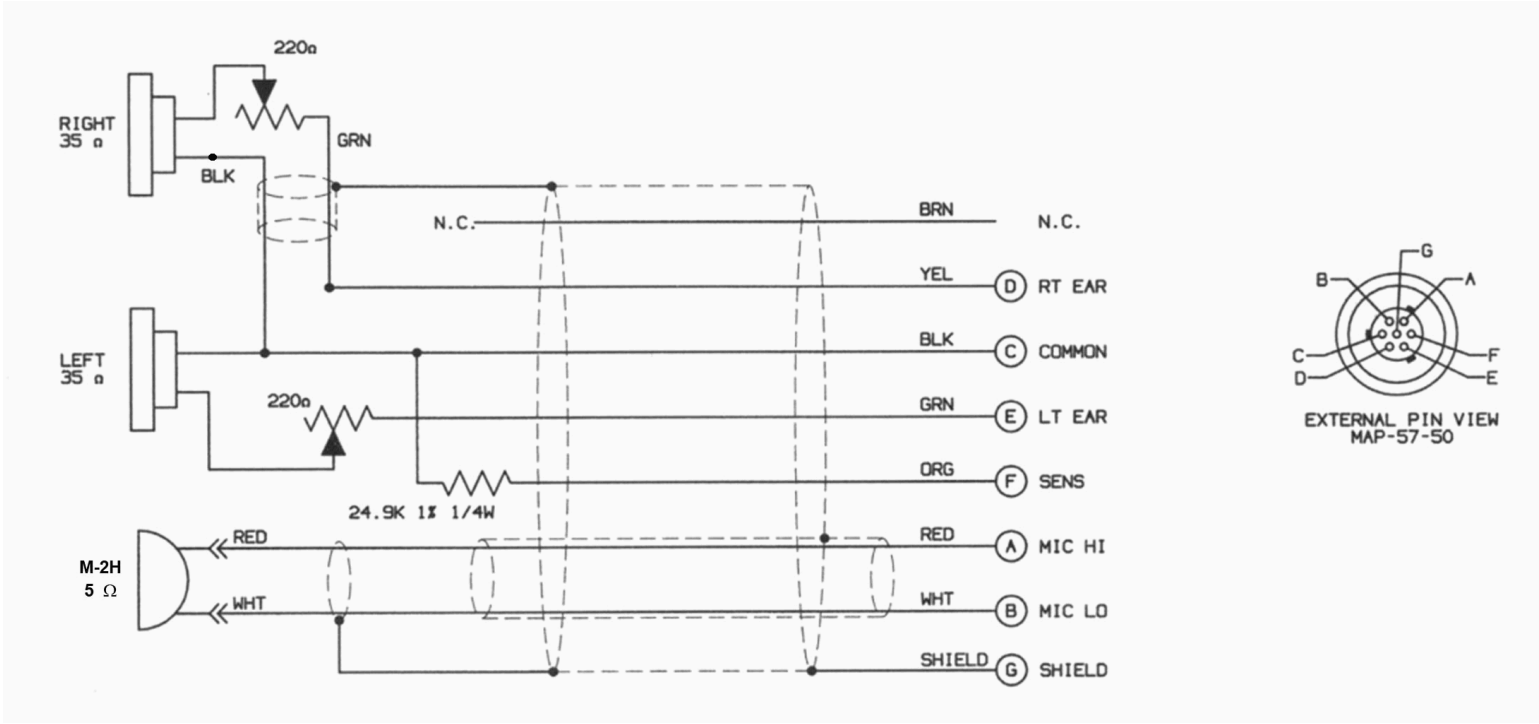 220Ω
RIGHT
35 Ω
GRN
BLK
N.C.
BRN
N.C.
YEL
D RT EAR
BLK
C COMMON
LEFT
35 Ω
220Ω
GRN
E LT EAR
ORG
F SENS
24.9K 1% 1/4W
RED
RED
A MIC HI
M-2H
5 Ω
WHT
WHT
B MIC LO
SHIELD
G SHIELD
G
B
A
C
F
D
E
EXTERNAL PIN VIEW
MAP-57-50